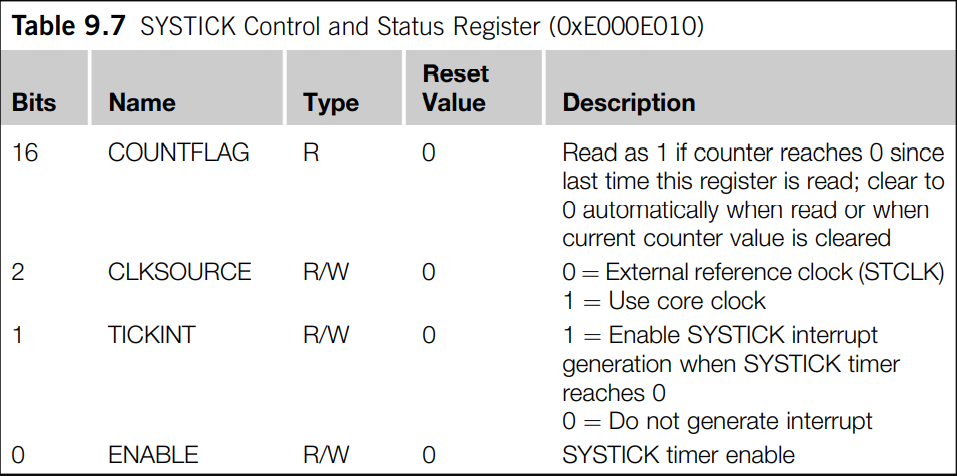 Table 9.7 SYSTICK Control and Status Register (0xE000E010)
Bits Name Type Reset Value Description
16 COUNTFLAG R 0 Read as 1 if counter reaches 0 since
last time this register is read; clear to
0 automatically when read or when
current counter value is cleared
2 CLKSOURCE R/W 0 0 = External reference clock (STCLK)
1 = Use core clock
1 TICKINT R/W 0 1 = Enable SYSTICK interrupt
generation when SYSTICK timer
reaches 0
0 = Do not generate interrupt
0 ENABLE R/W 0 SYSTICK timer enable